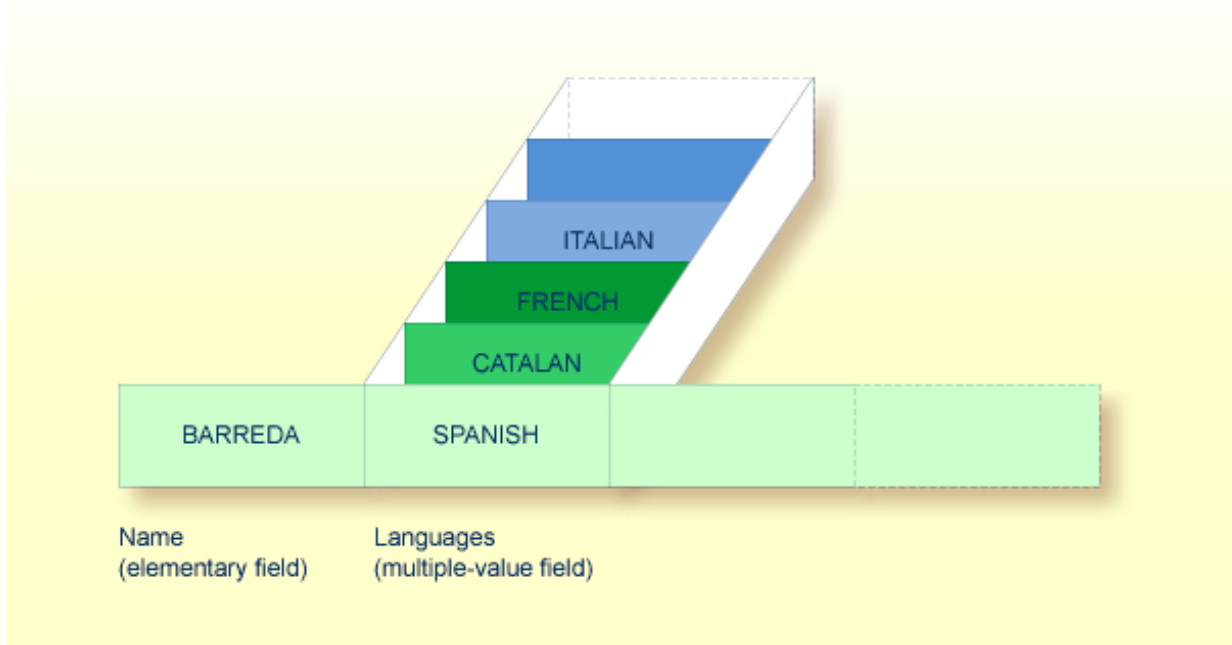 ITALIAN
FRENCH
CATALAN
BARREDA SPANISH
Name Languages
(elementary field) (multiple-value field)